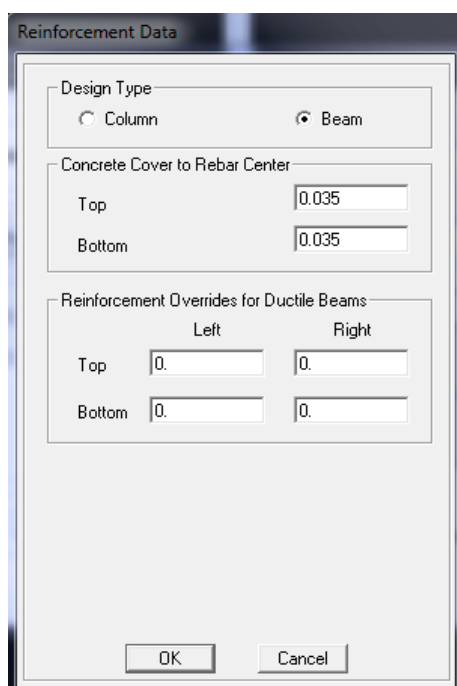 Reinforcement Data
Design Type
Column Beam
Concrete Cover to Rebar Center
Top 0.035
Bottom 0.035
Reinforcement Overrides for Ductile Beams
Left Right
Top 0. 0.
Bottom 0. 0.
OK Cancel